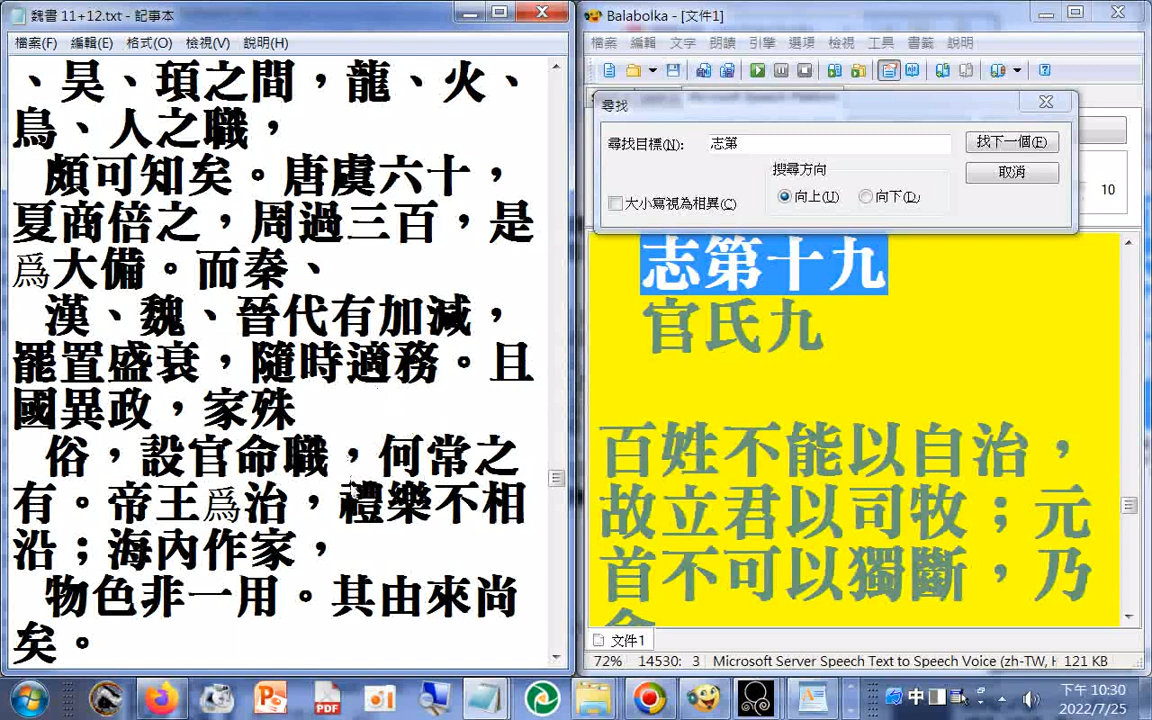 魏書 11+12.txt - 記事本
檔案(F) 編輯(E) 格式(O) 檢視(V) 說明(H)
、昊、頊之間，龍、火、
鳥、人之職，
頗可知矣。唐虞六十，
夏商倍之，周過三百，是
爲大備。而秦、
漢、魏、晉代有加減，
罷置盛衰，隨時適務。且
國異政，家殊
俗，設官命職，何常之
有。帝王爲治，禮樂不相
沿；海內作家，
物色非一用。其由來尚
矣。
Balabolka - [文件1]
檔案 編輯 文字 朗讀 引擎 選項 檢視 工具 書籤 說明
尋找
尋找目標(N): 志第
找下一個(F)
搜尋方向
取消
大小寫視為相異(C)
向上(U) 向下(D)
10
志第十九
官氏九
百姓不能以自治，
故立君以司牧；元
首不可以獨斷，乃
文件1
72% 14530: 3 Microsoft Server Speech Text to Speech Voice (zh-TW, H 121 KB
PDF
中
下午 10:30
2022/7/25